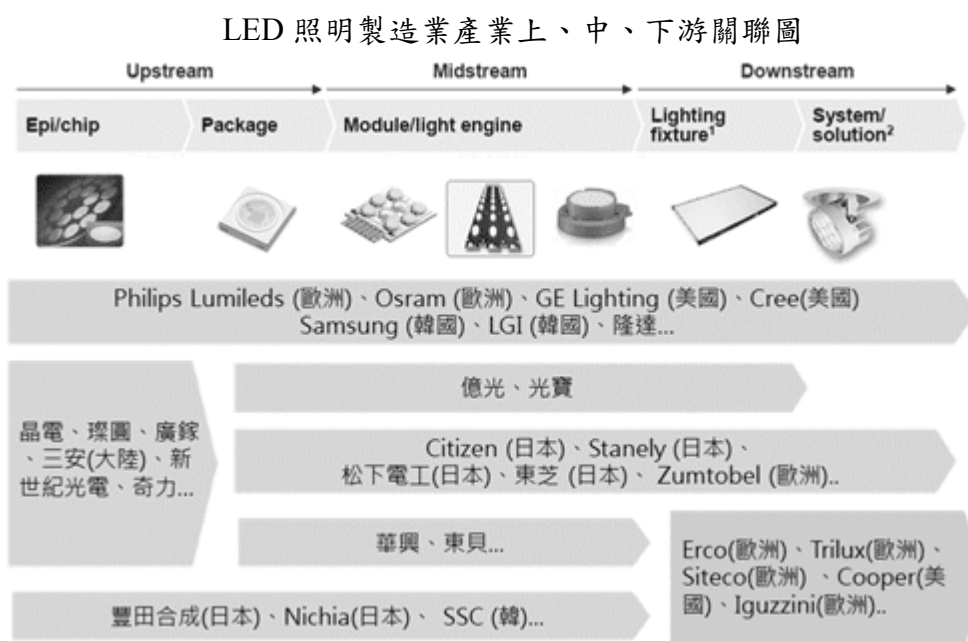 LED 照明製造業產業上、中、下游關聯圖
Upstream Midstream Downstream
Epi/chip Package Module/light engine Lighting fixture¹ System/ solution²
Philips Lumileds (歐洲)、Osram (歐洲)、GE Lighting (美國)、Cree(美國)
Samsung (韓國)、LGI (韓國)、隆達...
億光、光寶
晶電、璨圓、廣鎵
、三安(大陸)、新
世紀光電、奇力...
Citizen (日本)、Stanely (日本)、
松下電工(日本)、東芝 (日本)、 Zumtobel (歐洲)..
華興、東貝...
Erco(歐洲)、Trilux(歐洲)、
Siteco(歐洲) 、Cooper(美
國)、Iguzzini(歐洲)..
豐田合成(日本)、Nichia(日本)、 SSC (韓)...